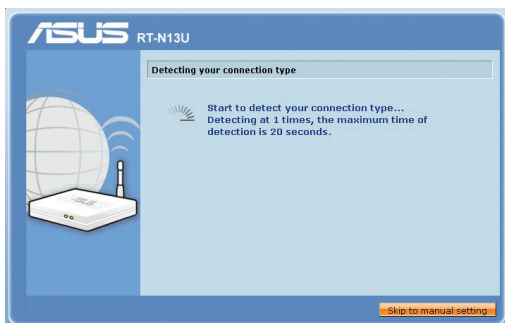 ASUS RT-N13U
Detecting your connection type
Start to detect your connection type...
Detecting at 1 times, the maximum time of
detection is 20 seconds.
ASUS
Skip to manual setting